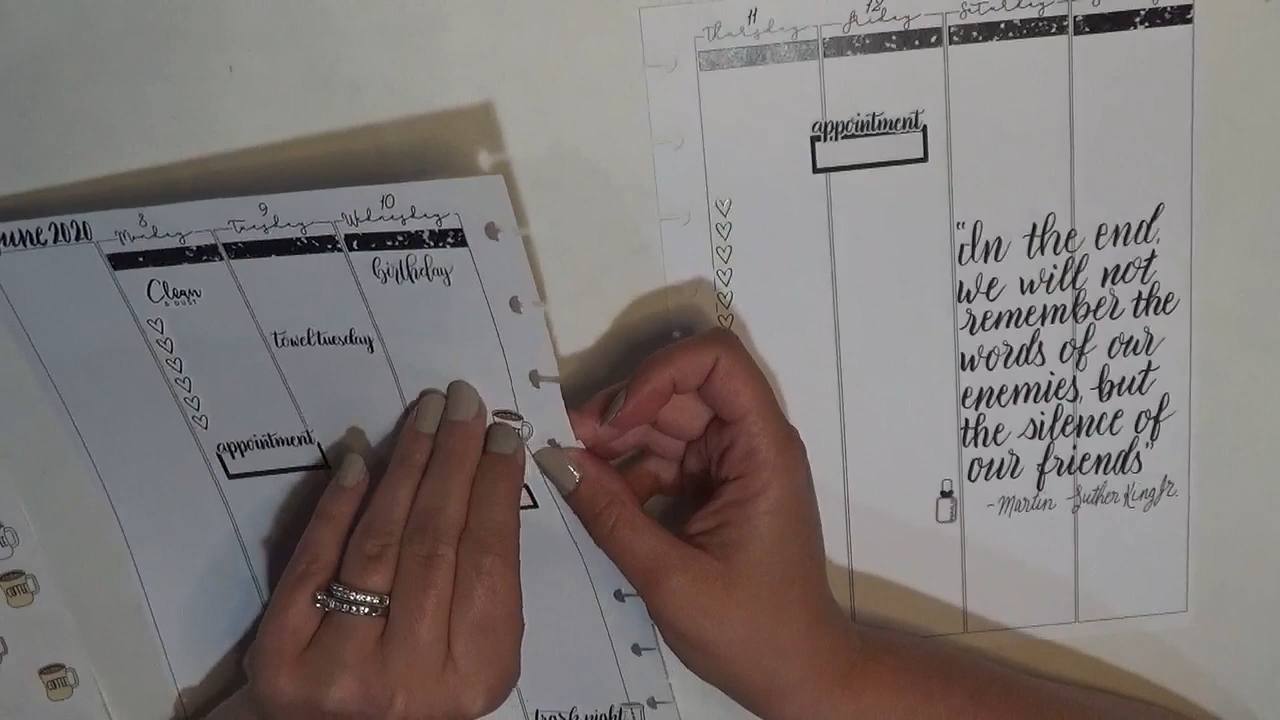 11
Thursday
12
Friday
Saturday
appointment
"In the end,
we will not
remember the
words of our
enemies, but
the silence of
our friends"
-Martin Luther King Jr.
June 2020
8
Monday
9
Tuesday
10
Wednesday
birthday
Clean
& DUST
towel tuesday
appointment
COFFEE
COFFEE
trash night